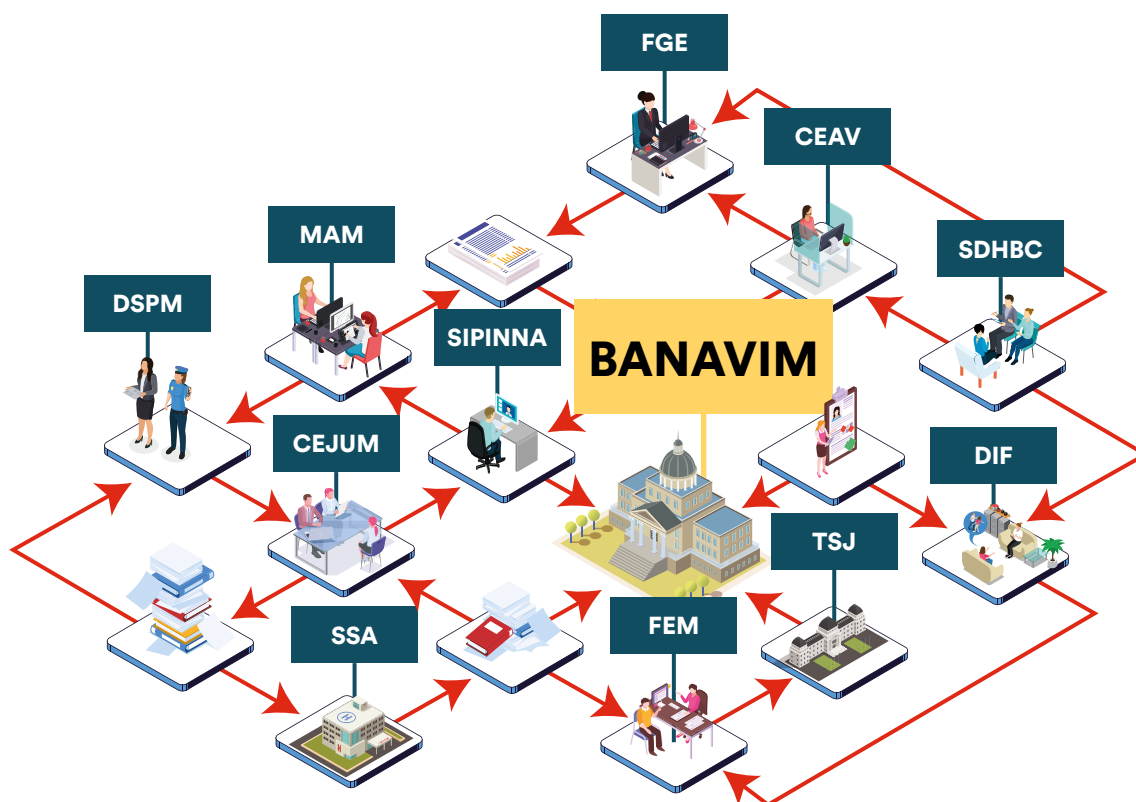 FGE
CEAV
MAM
SDHBC
DSPM
SIPINNA
BANAVIM
CEJUM
DIF
TSJ
SSA
FEM
H
H